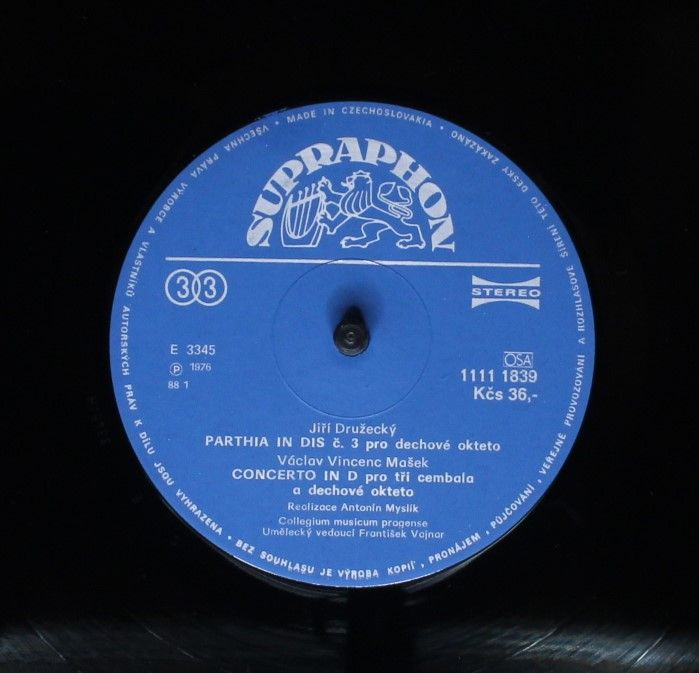 VŠECHNA PRÁVA VÝROBCE A VLASTNÍKŮ AUTORSKÝCH PRÁV K DÍLU JSOU VYHRAZENA • BEZ SOUHLASU JE VÝROBA KOPIÍ, PRONÁJEM, PŮJČOVÁNÍ, VEŘEJNÉ PROVOZOVÁNÍ A ROZHLASOVÉ ŠÍŘENÍ TÉTO DESKY ZAKÁZÁNO • MADE IN CZECHOSLOVAKIA •
SUPRAPHON
33
STEREO
E 3345
Ⓟ 1976
88 1
OSA
1111 1839
Kčs 36,-
Jiří Družecký
PARTHIA IN DIS č. 3 pro dechové okteto
Václav Vincenc Mašek
CONCERTO IN D pro tři cembala
a dechové okteto
Realizace Antonín Myslík
Collegium musicum pragense
Umělecký vedoucí František Vajnar